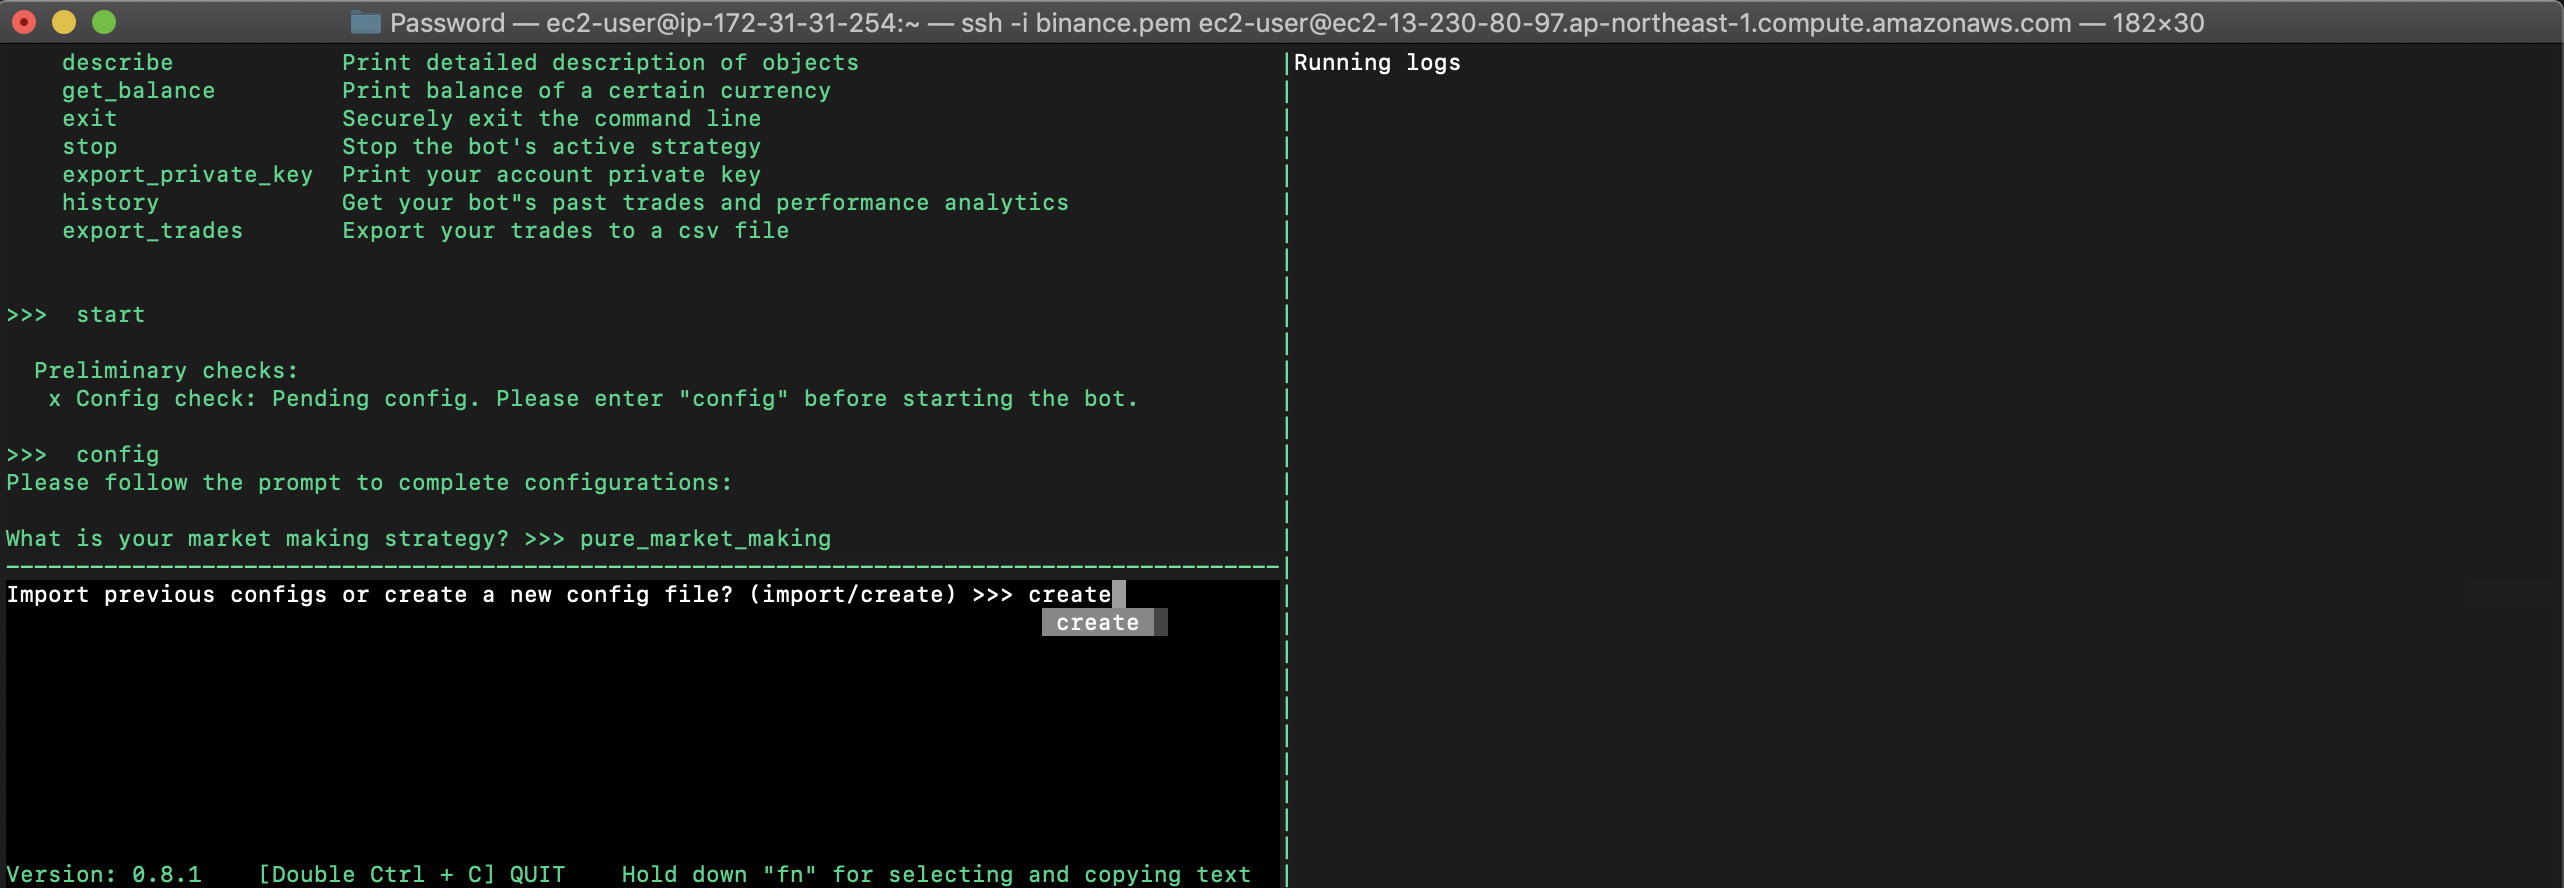 Password — ec2-user@ip-172-31-31-254:~ — ssh -i binance.pem ec2-user@ec2-13-230-80-97.ap-northeast-1.compute.amazonaws.com — 182×30
describe Print detailed description of objects
get_balance Print balance of a certain currency
exit Securely exit the command line
stop Stop the bot's active strategy
export_private_key Print your account private key
history Get your bot"s past trades and performance analytics
export_trades Export your trades to a csv file
>>> start
Preliminary checks:
x Config check: Pending config. Please enter "config" before starting the bot.
>>> config
Please follow the prompt to complete configurations:
What is your market making strategy? >>> pure_market_making
Import previous configs or create a new config file? (import/create) >>> create
create
Version: 0.8.1 [Double Ctrl + C] QUIT Hold down "fn" for selecting and copying text
Running logs